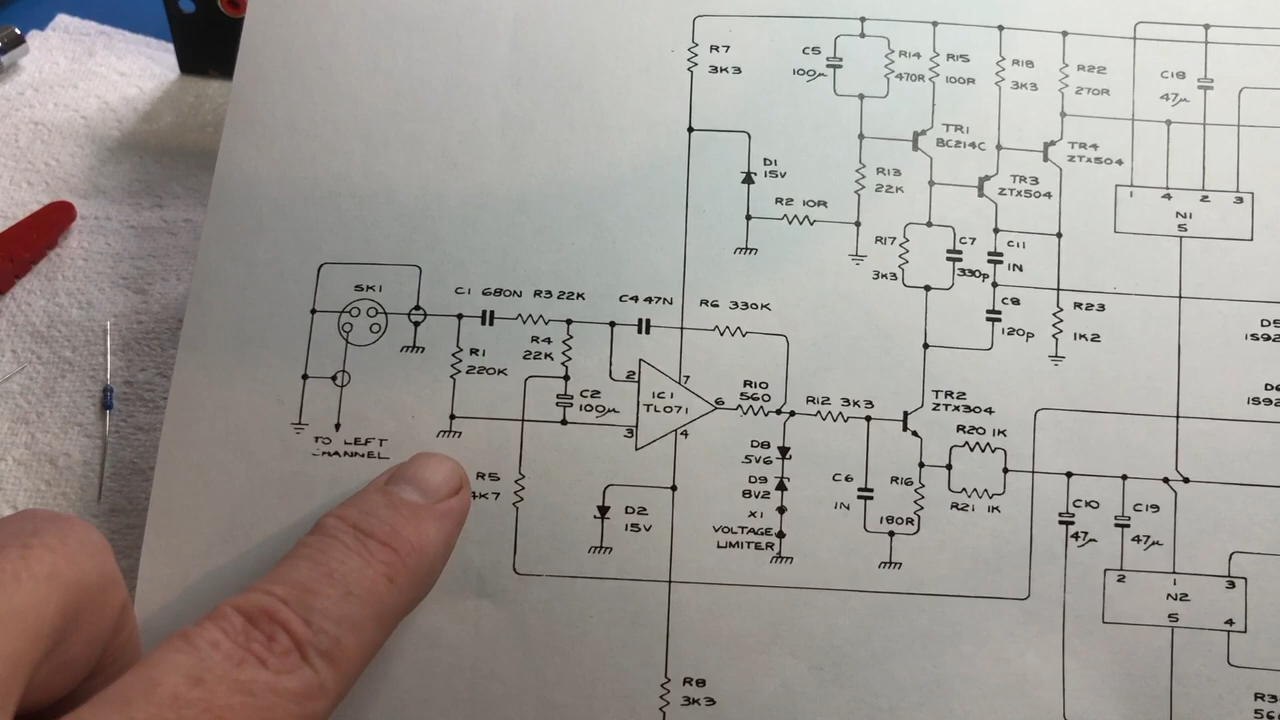 R7
3K3
C5
100µ
R14
470R
R15
100R
R18
3K3
R22
270R
C18
47µ
TR1
BC214C
TR4
ZTX504
D1
15V
R13
22K
TR3
ZTX504
R2 10R
1
4
2
3
N1
5
R17
3K3
C7
330p
C11
1N
SK1
C1 680N
R3 22K
C4 47N
R6 330K
C8
120p
R23
1K2
D5
1S92
R1
220K
R4
22K
C2
100µ
2
7
IC1
TL071
6
3
4
R10
560
R12 3K3
TR2
ZTX304
D6
1S92
TO LEFT
CHANNEL
R5
4K7
D8
5V6
D9
8V2
X1
VOLTAGE
LIMITER
C6
1N
R16
180R
R20 1K
R21 1K
D2
15V
C10
47µ
C19
47µ
2
1
3
N2
5
4
R8
3K3